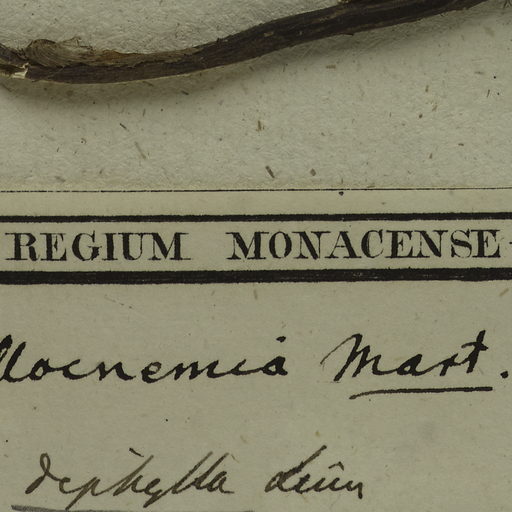 REGIUM MONACENSE
llocnemia Mart.
diphylla